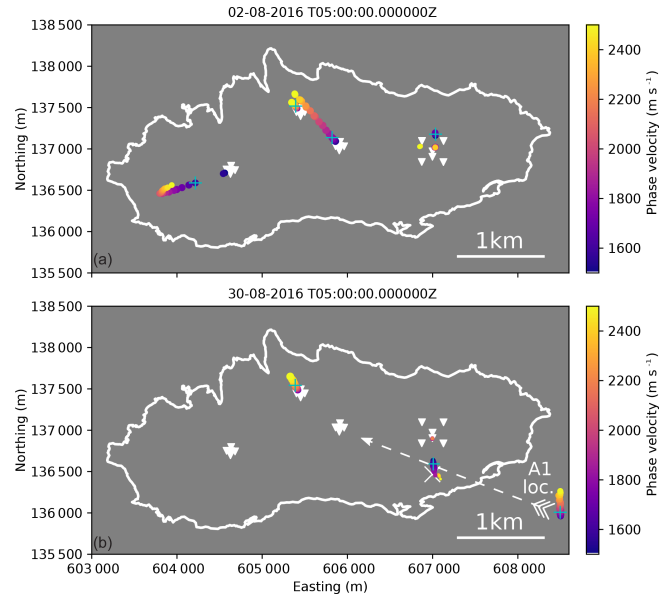 02-08-2016 T05:00:00.000000Z
138 500
138 000
137 500
137 000
136 500
136 000
135 500
Northing (m)
(a)
1km
2400
2200
2000
1800
1600
Phase velocity (m s⁻¹)
30-08-2016 T05:00:00.000000Z
138 500
138 000
137 500
137 000
136 500
136 000
135 500
Northing (m)
(b)
A1
loc.
1km
2400
2200
2000
1800
1600
Phase velocity (m s⁻¹)
603 000
604 000
605 000
606 000
607 000
608 000
Easting (m)